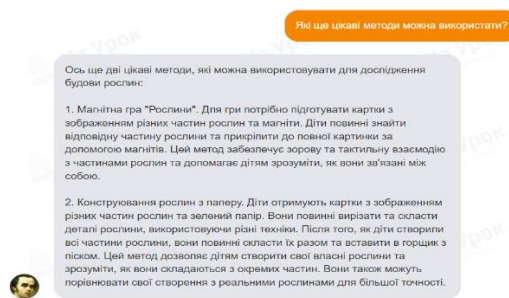 Які ще цікаві методи можна використати?
Ось ще дві цікаві методи, які можна використовувати для дослідження
будови рослин:
1. Магнітна гра "Рослини". Для гри потрібно підготувати картки з
зображенням різних частин рослин та магніти. Діти повинні знайти
відповідну частину рослини та прикріпити до повної картинки за
допомогою магнітів. Цей метод забезпечує зорову та тактильну взаємодію
з частинами рослин та допомагає дітям зрозуміти, як вони зв'язані між
собою.
2. Конструювання рослин з паперу. Діти отримують картки з зображенням
різних частин рослин та зелений папір. Вони повинні вирізати та скласти
деталі рослини, використовуючи різні техніки. Після того, як діти створили
всі частини рослини, вони повинні скласти їх разом та вставити в горщик з
піском. Цей метод дозволяє дітям створити свої власні рослини та
зрозуміти, як вони складаються з окремих частин. Вони також можуть
порівнювати свої створення з реальними рослинами для більшої точності.